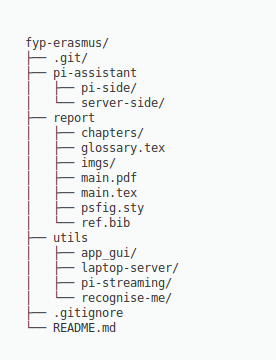 fyp-erasmus/
├── .git/
├── pi-assistant
│   ├── pi-side/
│   └── server-side/
├── report
│   ├── chapters/
│   ├── glossary.tex
│   ├── imgs/
│   ├── main.pdf
│   ├── main.tex
│   ├── psfig.sty
│   └── ref.bib
├── utils
│   ├── app_gui/
│   ├── laptop-server/
│   ├── pi-streaming/
│   └── recognise-me/
├── .gitignore
└── README.md